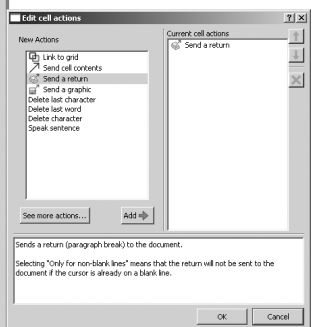 Edit cell actions
New Actions
Link to grid
Send cell contents
Send a return
Send a graphic
Delete last character
Delete last word
Delete character
Speak sentence
See more actions...
Add
Current cell actions
Send a return
Sends a return (paragraph break) to the document.
Selecting "Only for non-blank lines" means that the return will not be sent to the
document if the cursor is already on a blank line.
OK
Cancel